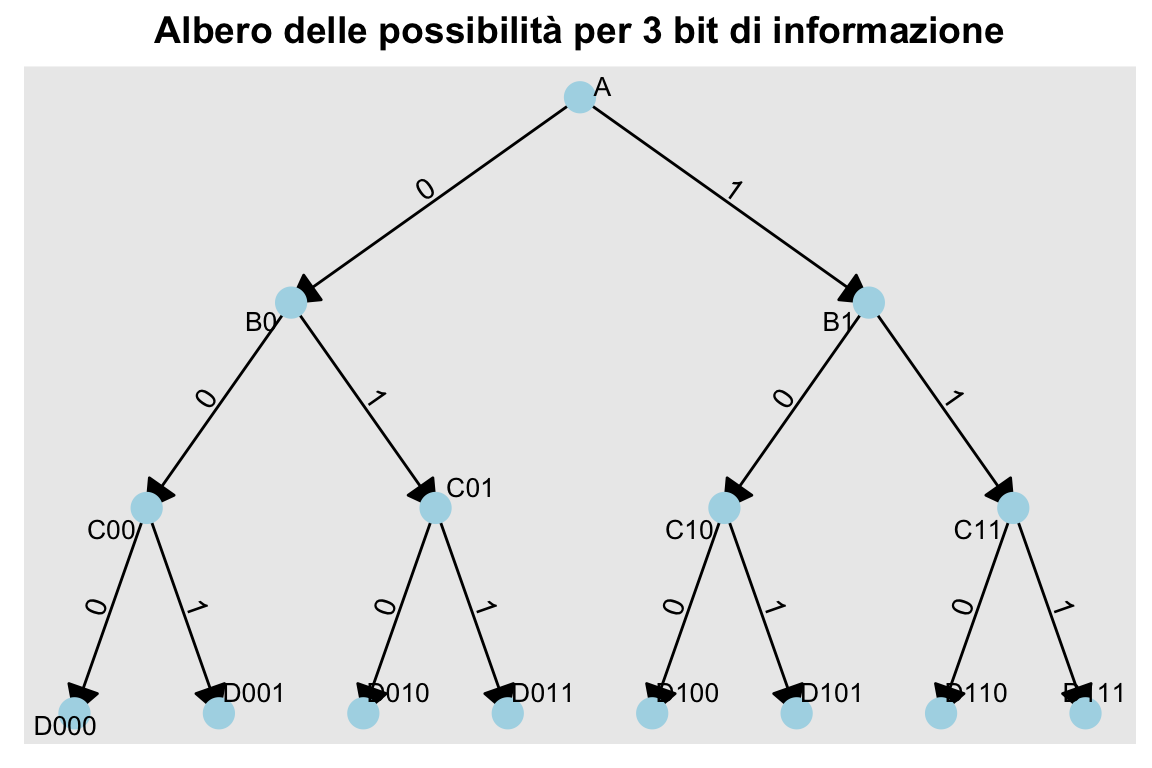 Albero delle possibilità per 3 bit di informazione
A
0 1
B0 B1
0 1 0 1
C00 C01 C10 C11
0 1 0 1 0 1 0 1
D000 D001 D010 D011 D100 D101 D110 D111